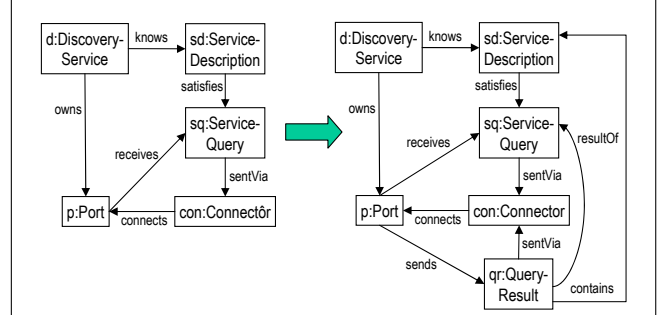 d:Discovery-
Service
knows
sd:Service-
Description
satisfies
owns
sq:Service-
Query
receives
sentVia
p:Port
connects
con:Connectôr
d:Discovery-
Service
knows
sd:Service-
Description
satisfies
owns
sq:Service-
Query
resultOf
receives
sentVia
p:Port
connects
con:Connector
sentVia
sends
qr:Query-
Result
contains